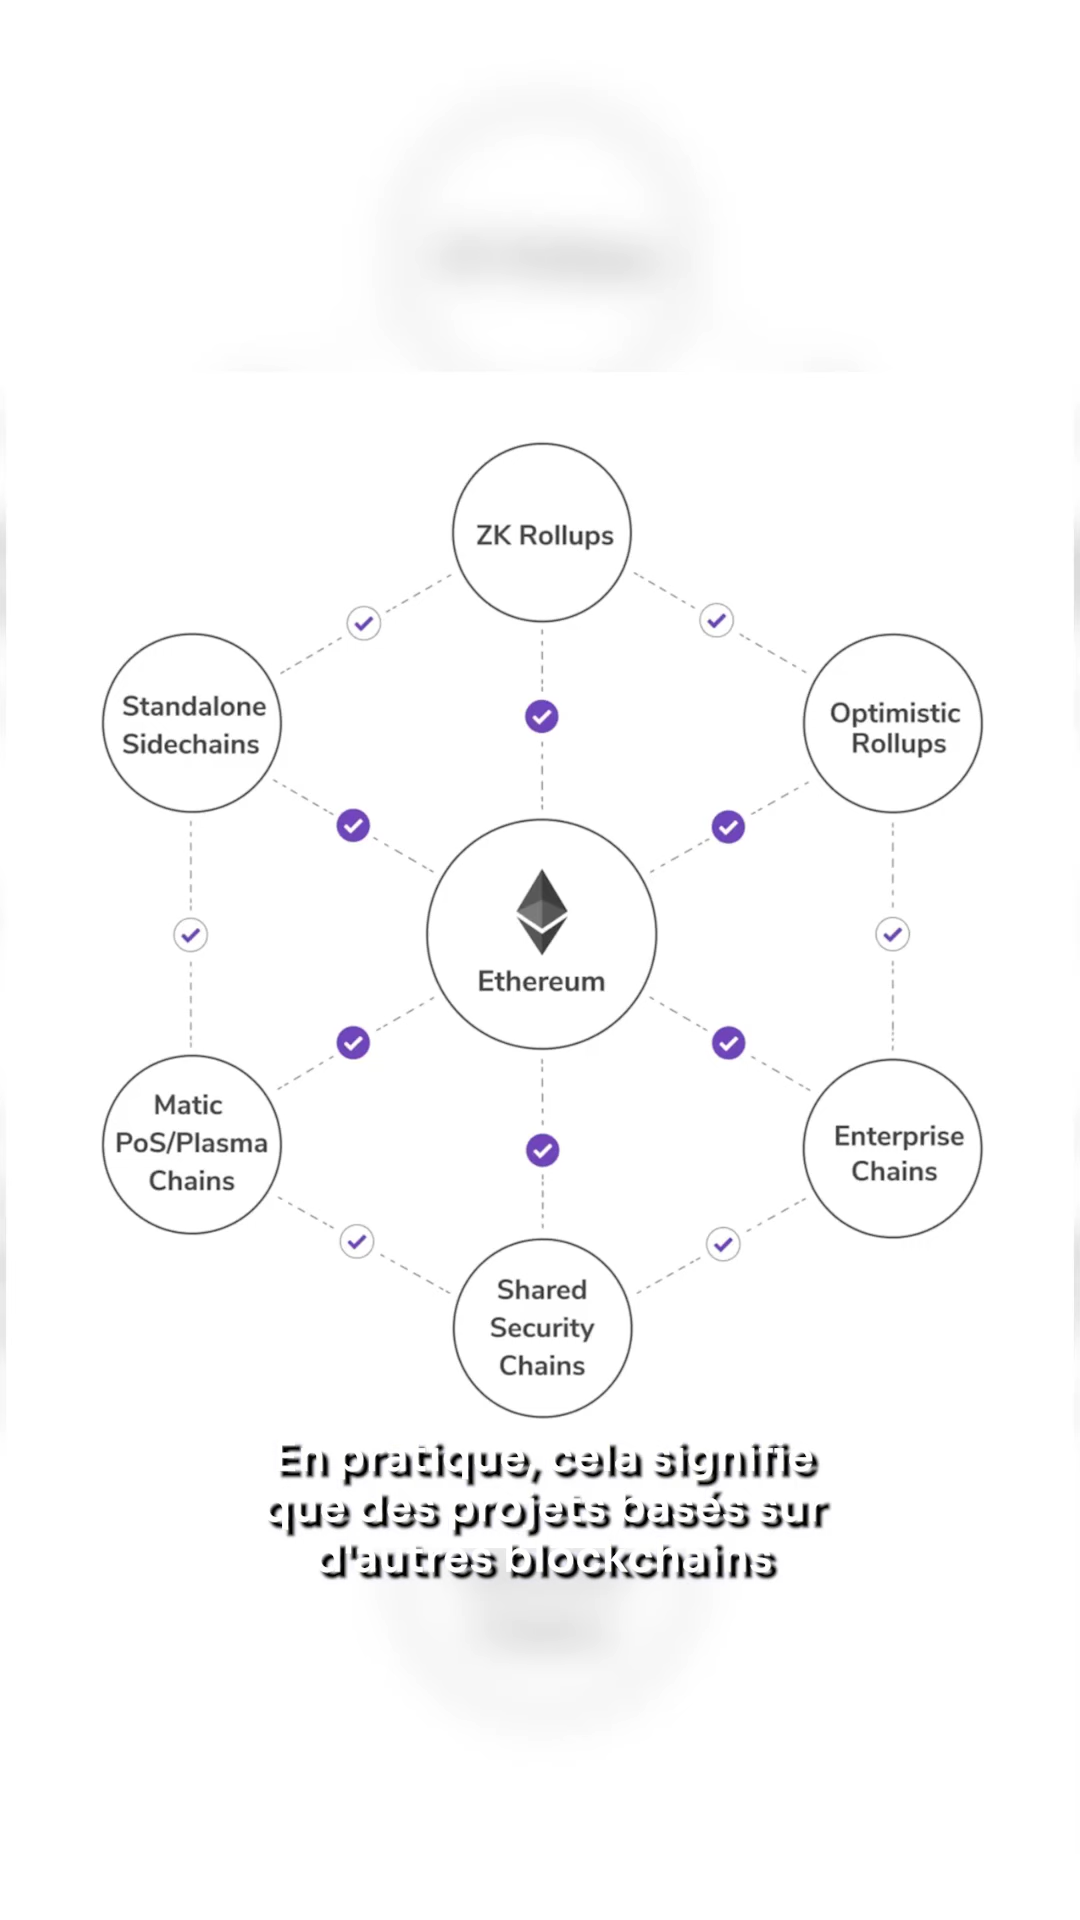 ZK Rollups
Standalone
Sidechains
Optimistic
Rollups
Ethereum
Matic
PoS/Plasma
Chains
Enterprise
Chains
Shared
Security
Chains
En pratique, cela signifie
que des projets basés sur
d'autres blockchains